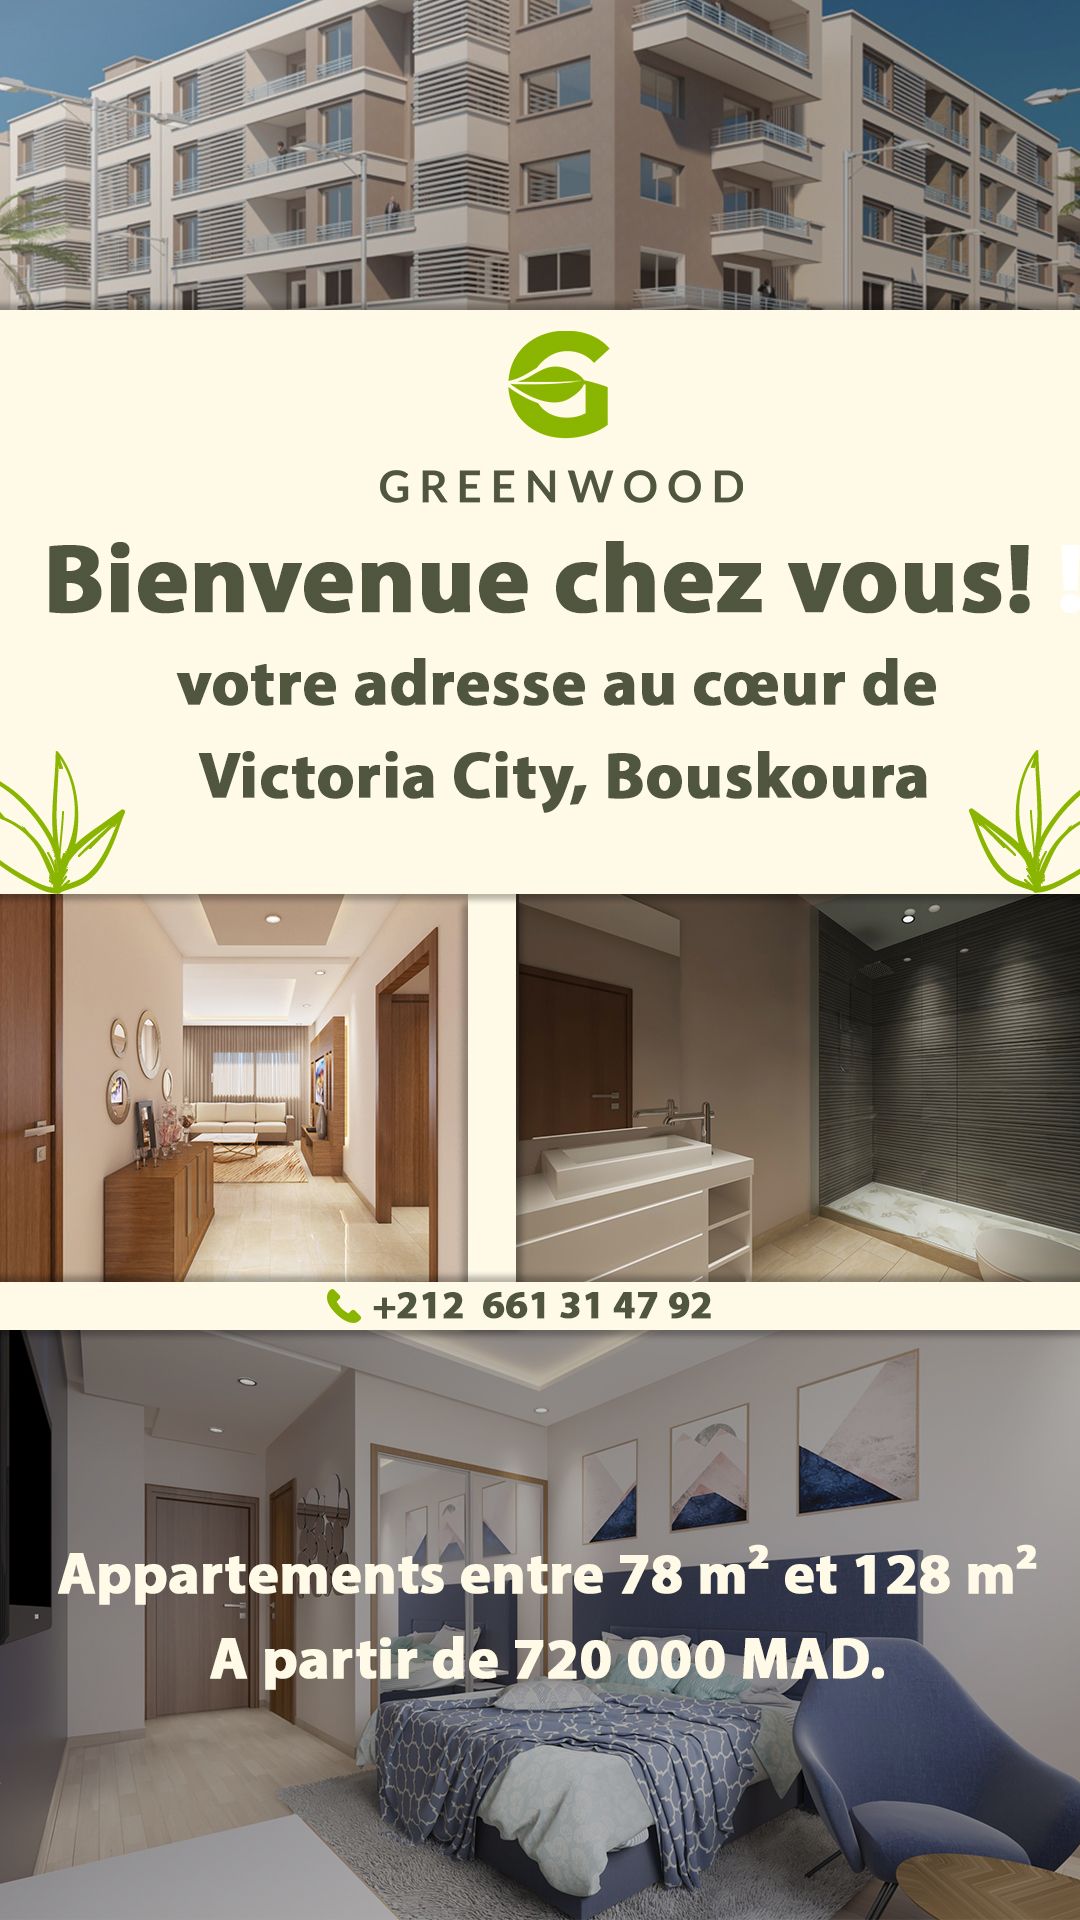 GREENWOOD
Bienvenue chez vous! !
votre adresse au cœur de
Victoria City, Bouskoura
+212 661 31 47 92
Appartements entre 78 m² et 128 m²
A partir de 720 000 MAD.